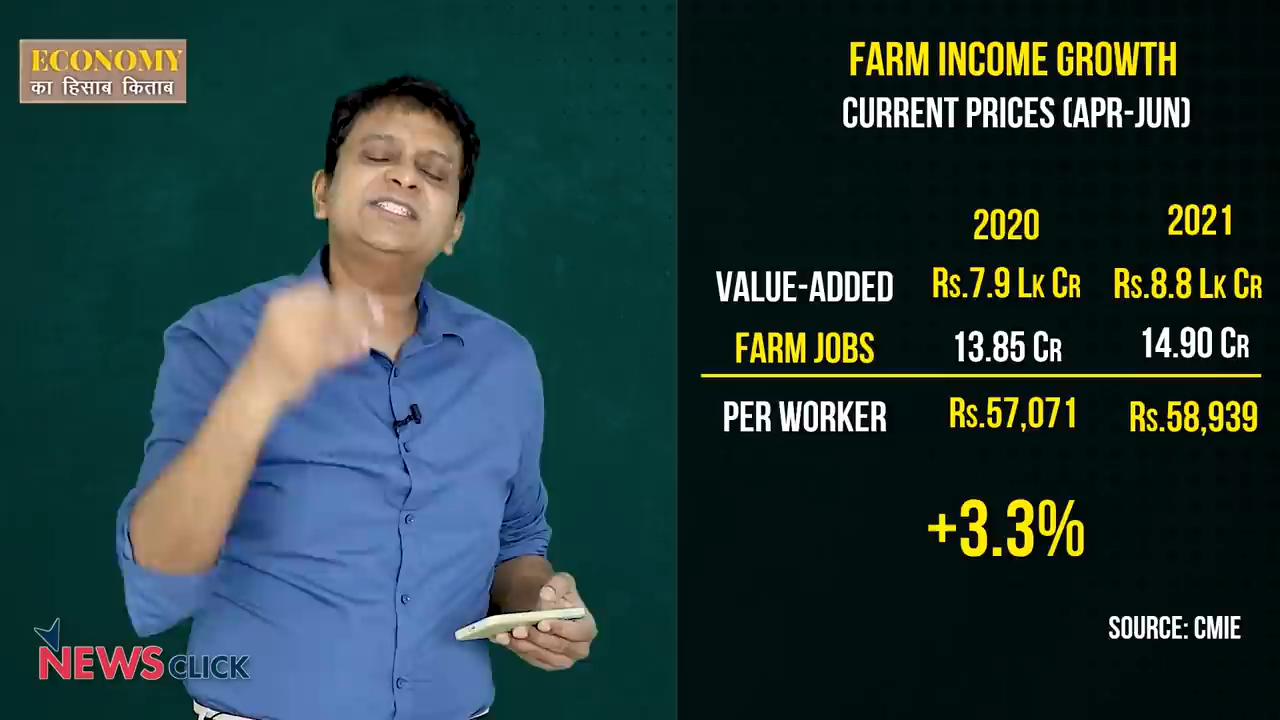 ECONOMY
का हिसाब किताब
FARM INCOME GROWTH
CURRENT PRICES (APR-JUN)
2020 2021
VALUE-ADDED Rs.7.9 Lk Cr Rs.8.8 Lk Cr
FARM JOBS 13.85 Cr 14.90 Cr
PER WORKER Rs.57,071 Rs.58,939
+3.3%
SOURCE: CMIE
NEWSCLICK